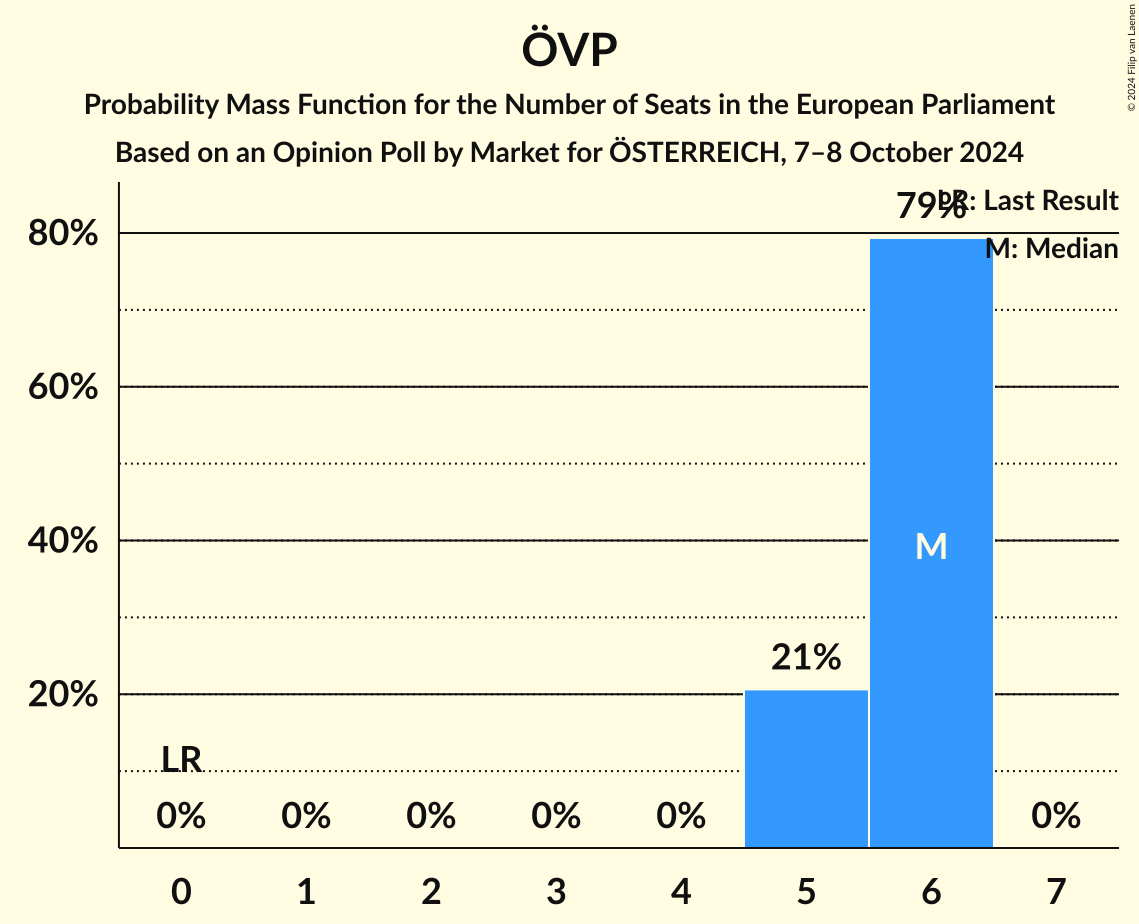 ÖVP
Probability Mass Function for the Number of Seats in the European Parliament
Based on an Opinion Poll by Market for ÖSTERREICH, 7–8 October 2024
© 2024 Filip van Laenen
LR: Last Result
M: Median
79%
80%
60%
40%
20%
M
21%
LR
0% 0% 0% 0% 0% 0%
0 1 2 3 4 5 6 7